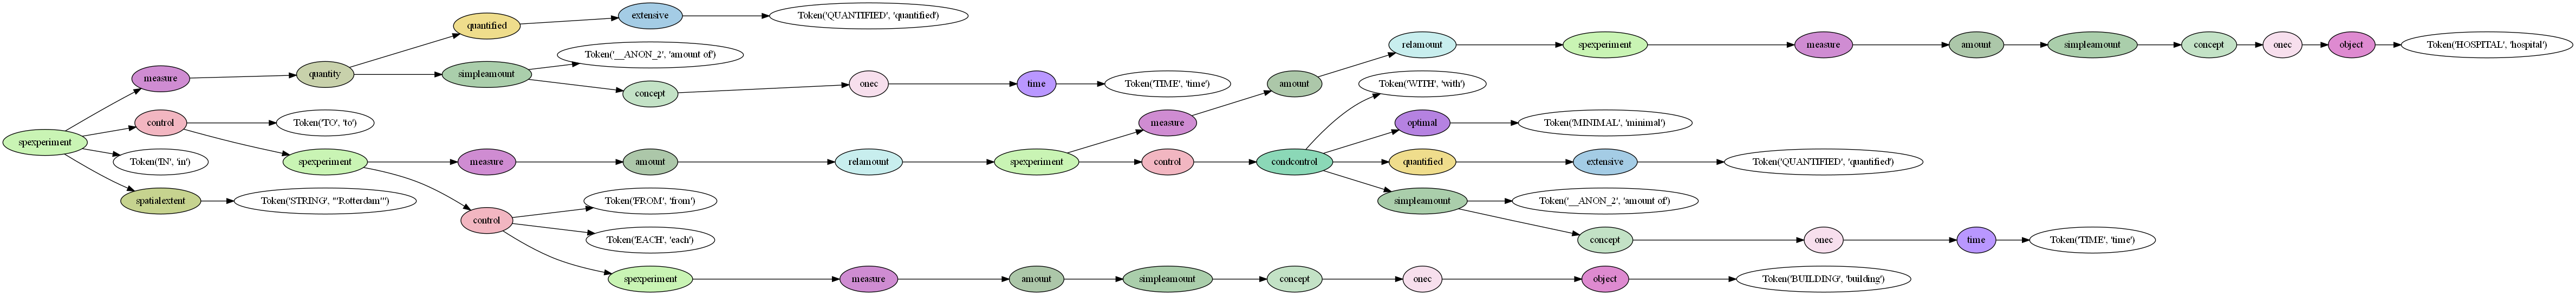 quantified
extensive
Token('QUANTIFIED', 'quantified')
measure
quantity
simpleamount
Token('__ANON_2', 'amount of')
concept
onec
time
Token('TIME', 'time')
spexperiment
control
Token('TO', 'to')
Token('IN', 'in')
spatialextent
Token('STRING', '"Rotterdam"')
spexperiment
measure
amount
relamount
spexperiment
measure
amount
relamount
spexperiment
measure
amount
simpleamount
concept
onec
object
Token('HOSPITAL', 'hospital')
control
condcontrol
Token('WITH', 'with')
optimal
Token('MINIMAL', 'minimal')
quantified
extensive
Token('QUANTIFIED', 'quantified')
simpleamount
Token('__ANON_2', 'amount of')
concept
onec
time
Token('TIME', 'time')
control
Token('FROM', 'from')
Token('EACH', 'each')
spexperiment
measure
amount
simpleamount
concept
onec
object
Token('BUILDING', 'building')